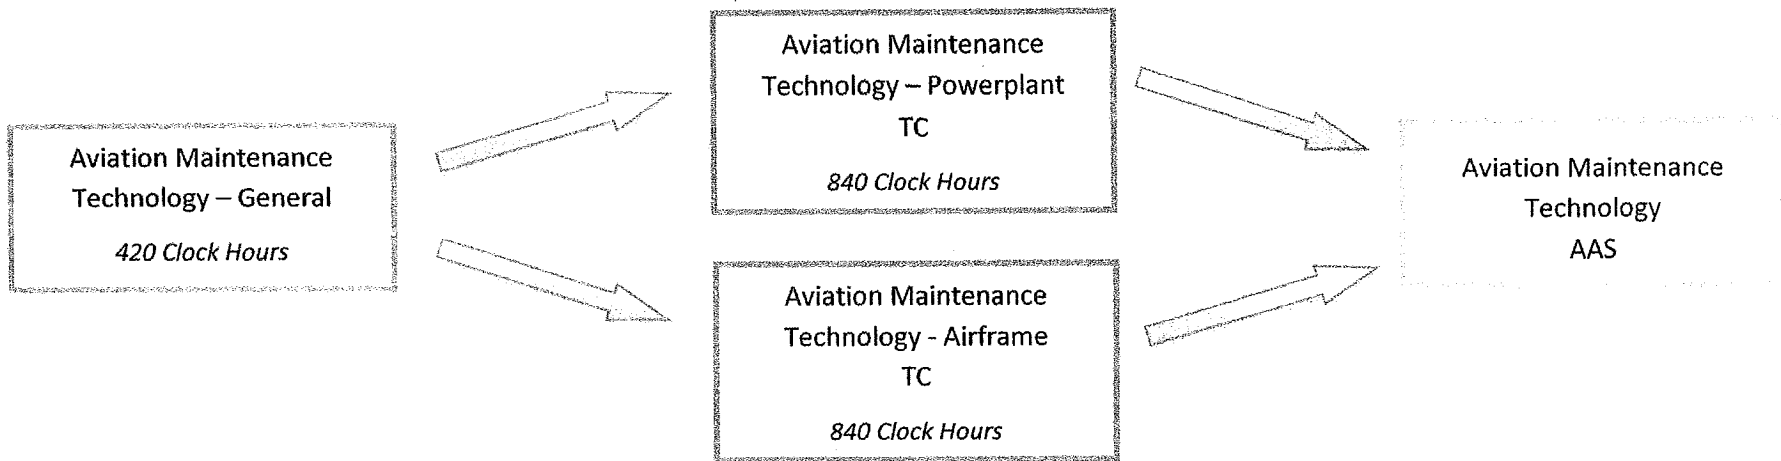 Aviation Maintenance
Technology – General
420 Clock Hours
Aviation Maintenance
Technology – Powerplant
TC
840 Clock Hours
Aviation Maintenance
Technology - Airframe
TC
840 Clock Hours
Aviation Maintenance
Technology
AAS